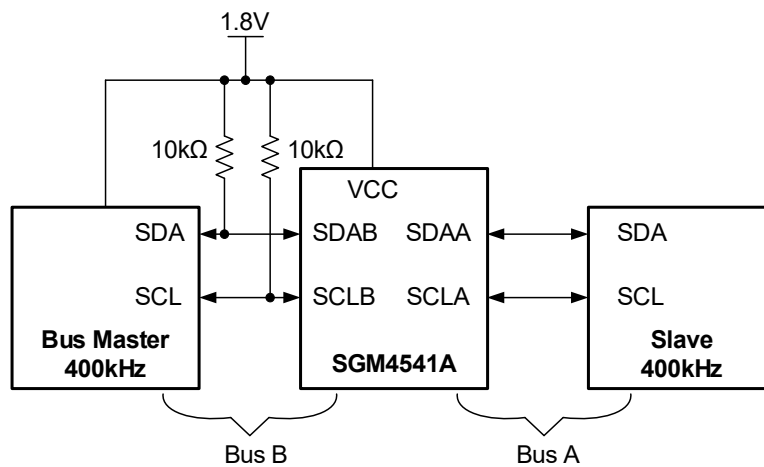 1.8V
10kΩ 10kΩ
VCC
SDA SDAB SDAA SDA
SCL SCLB SCLA SCL
Bus Master
400kHz
SGM4541A
Slave
400kHz
Bus B Bus A